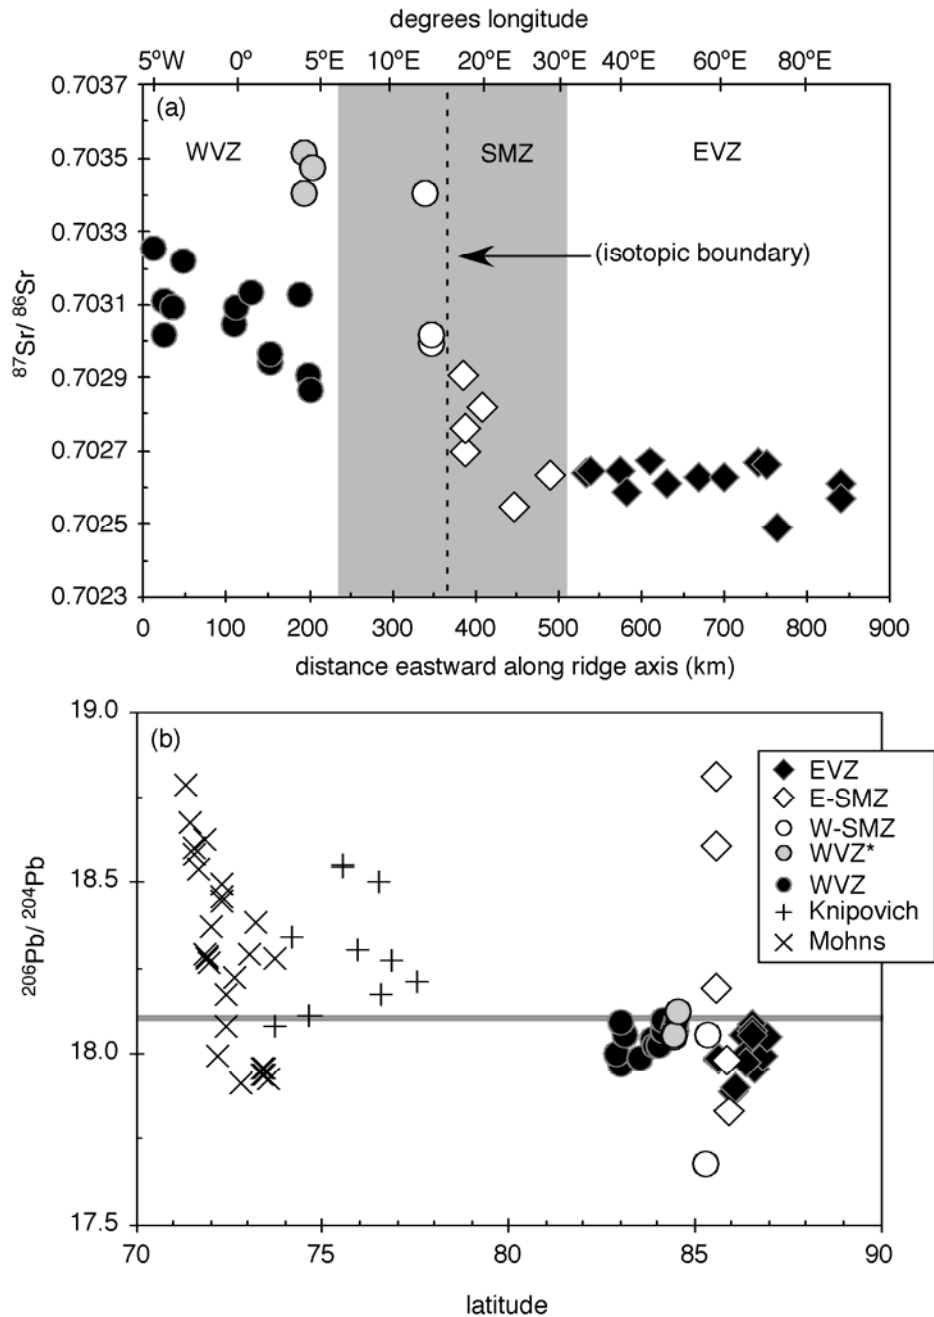 degrees longitude
5ºW 0º 5ºE 10ºE 20ºE 30ºE 40ºE 60ºE 80ºE
(a)
WVZ SMZ EVZ
(isotopic boundary)
0.7037
0.7035
0.7033
0.7031
0.7029
0.7027
0.7025
0.7023
87Sr/ 86Sr
0 100 200 300 400 500 600 700 800 900
distance eastward along ridge axis (km)
(b)
19.0
18.5
18.0
17.5
206Pb/ 204Pb
EVZ
E-SMZ
W-SMZ
WVZ*
WVZ
Knipovich
Mohns
70 75 80 85 90
latitude